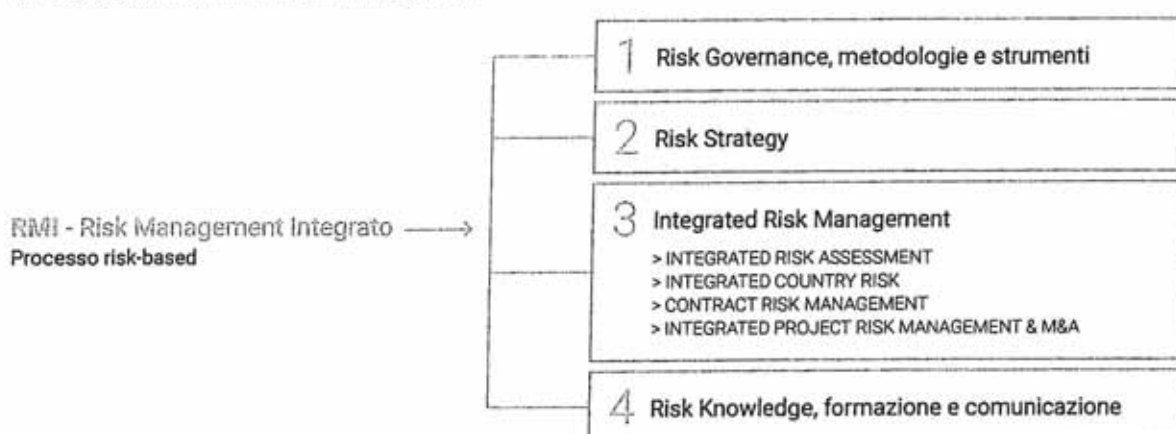 RMI - Risk Management Integrato
Processo risk-based
1 Risk Governance, metodologie e strumenti
2 Risk Strategy
3 Integrated Risk Management
> INTEGRATED RISK ASSESSMENT
> INTEGRATED COUNTRY RISK
> CONTRACT RISK MANAGEMENT
> INTEGRATED PROJECT RISK MANAGEMENT & M&A
4 Risk Knowledge, formazione e comunicazione